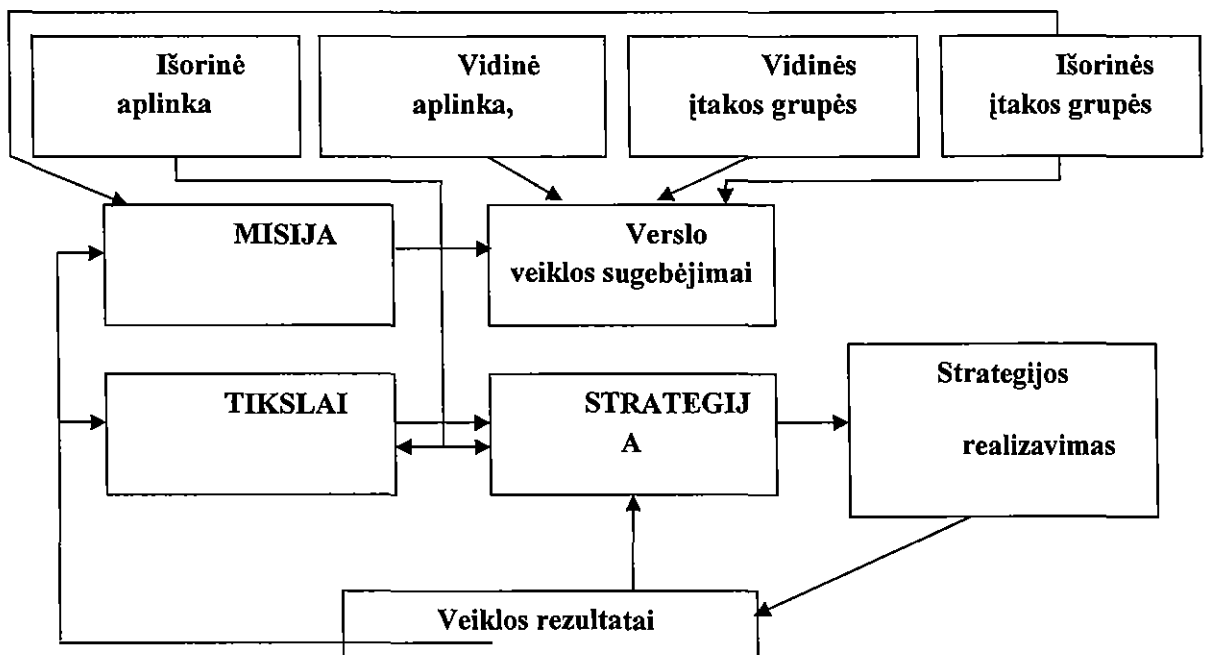 Išorinė
aplinka
Vidinė
aplinka,
Vidinės
įtakos grupės
Išorinės
įtakos grupės
MISIJA
Verslo
veiklos sugebėjimai
TIKSLAI
STRATEGIJ
A
Strategijos
realizavimas
Veiklos rezultatai